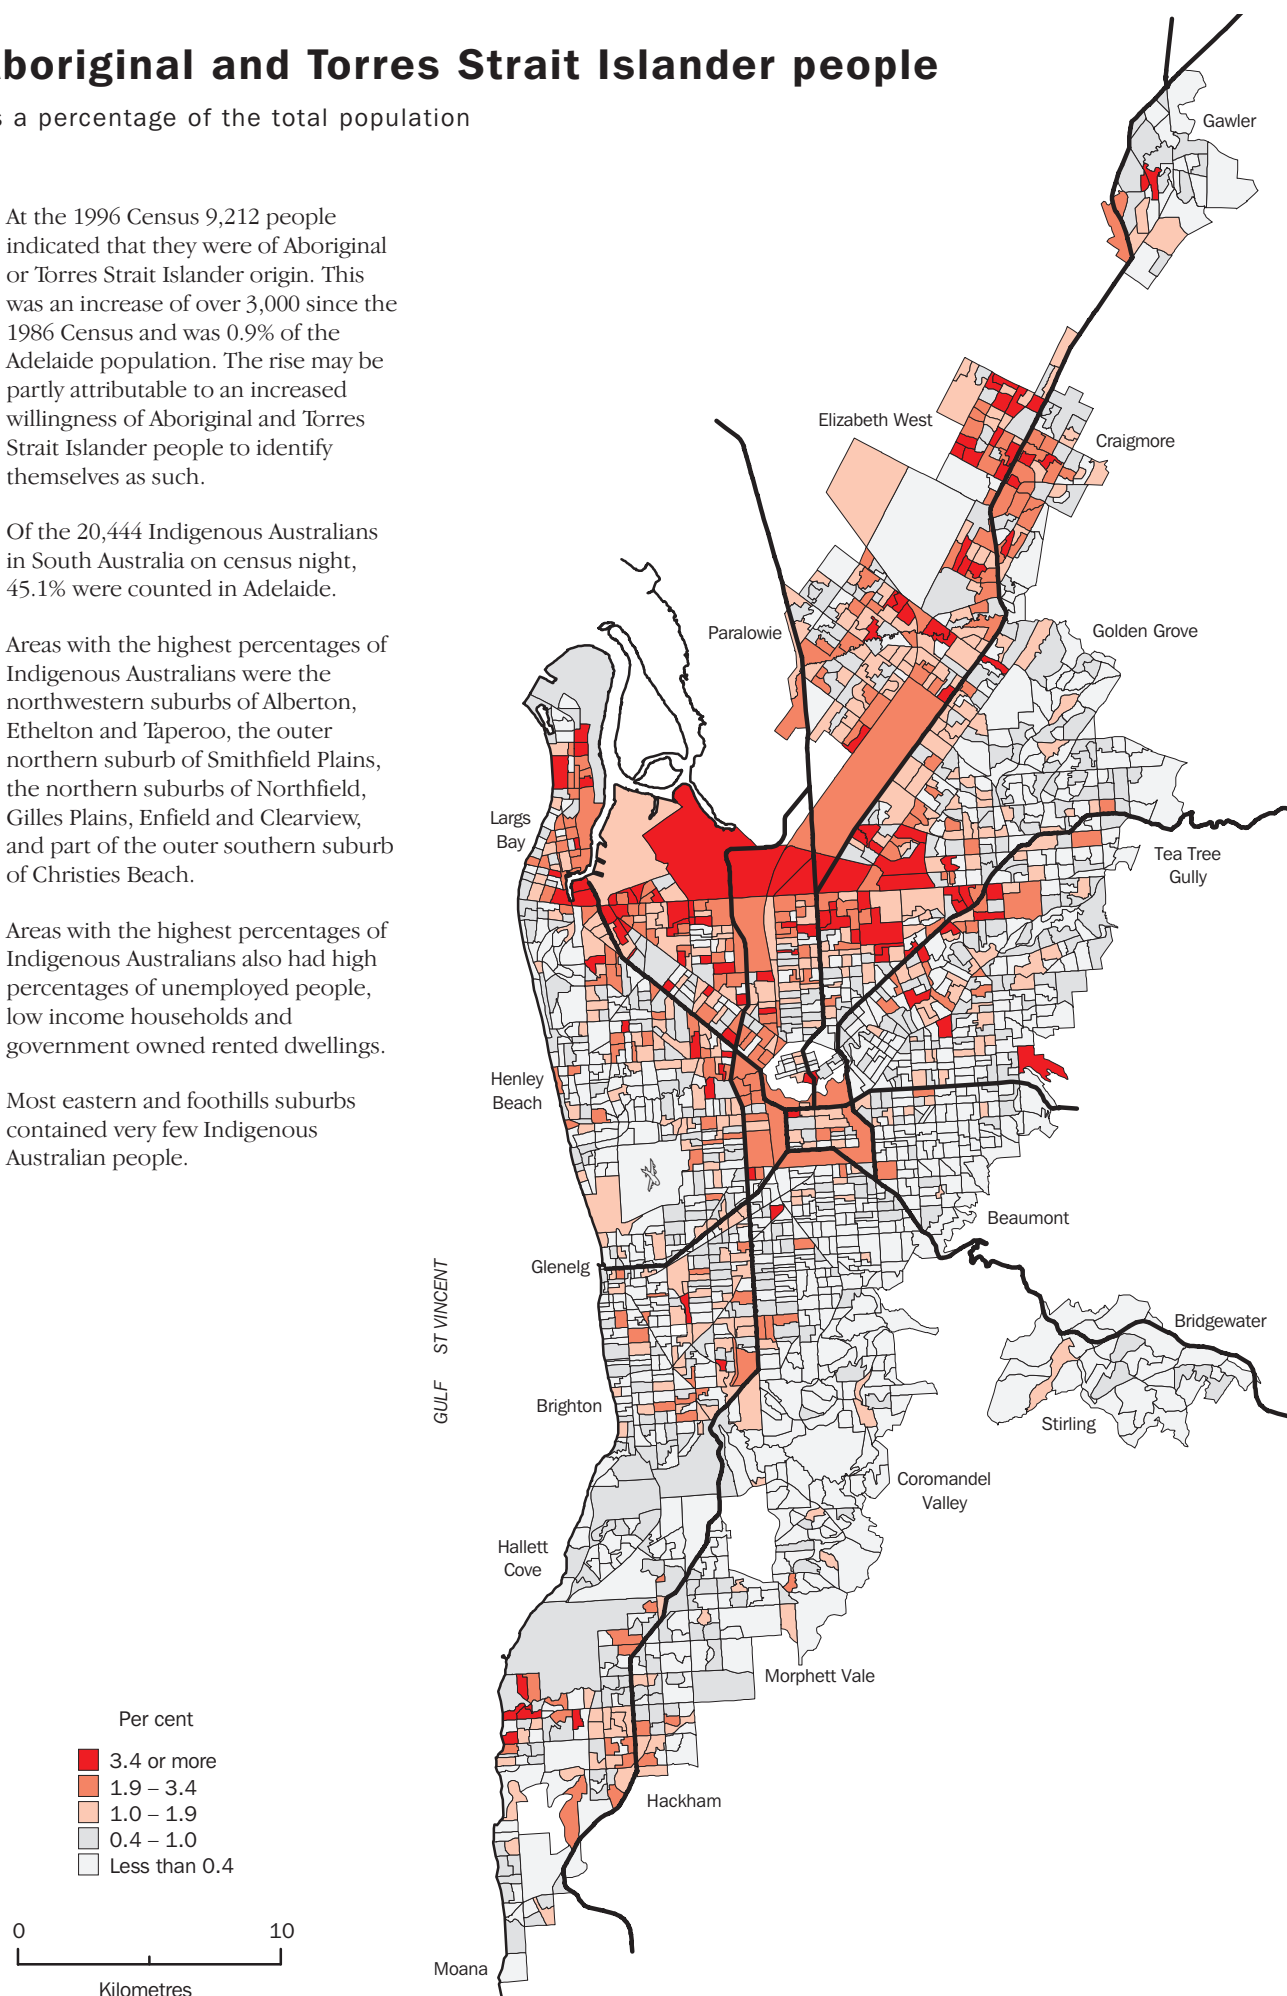 boriginal and Torres Strait Islander people
s a percentage of the total population
At the 1996 Census 9,212 people
indicated that they were of Aboriginal
or Torres Strait Islander origin. This
was an increase of over 3,000 since the
1986 Census and was 0.9% of the
Adelaide population. The rise may be
partly attributable to an increased
willingness of Aboriginal and Torres
Strait Islander people to identify
themselves as such.
Of the 20,444 Indigenous Australians
in South Australia on census night,
45.1% were counted in Adelaide.
Areas with the highest percentages of
Indigenous Australians were the
northwestern suburbs of Alberton,
Ethelton and Taperoo, the outer
northern suburb of Smithfield Plains,
the northern suburbs of Northfield,
Gilles Plains, Enfield and Clearview,
and part of the outer southern suburb
of Christies Beach.
Areas with the highest percentages of
Indigenous Australians also had high
percentages of unemployed people,
low income households and
government owned rented dwellings.
Most eastern and foothills suburbs
contained very few Indigenous
Australian people.
Gawler
Elizabeth West
Craigmore
Paralowie
Golden Grove
Largs
Bay
Tea Tree
Gully
Henley
Beach
Beaumont
Glenelg
GULF ST VINCENT
Bridgewater
Brighton
Stirling
Coromandel
Valley
Hallett
Cove
Morphett Vale
Hackham
Moana
Per cent
3.4 or more
1.9 – 3.4
1.0 – 1.9
0.4 – 1.0
Less than 0.4
0 10
Kilometres